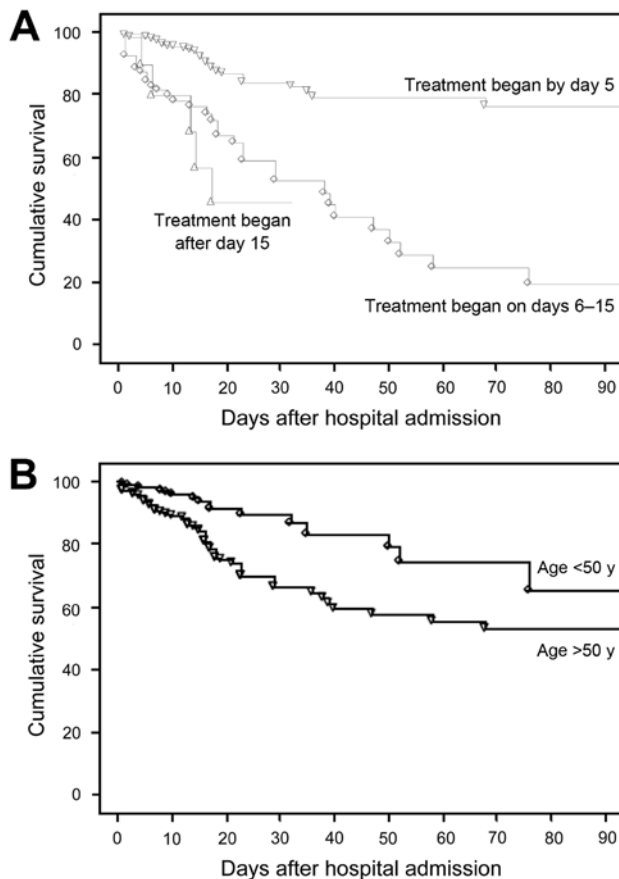 A
100
80
60
40
20
0
Cumulative survival
Treatment began by day 5
Treatment began
after day 15
Treatment began on days 6–15
0 10 20 30 40 50 60 70 80 90
Days after hospital admission
B
100
80
60
40
20
0
Cumulative survival
Age <50 y
Age >50 y
0 10 20 30 40 50 60 70 80 90
Days after hospital admission